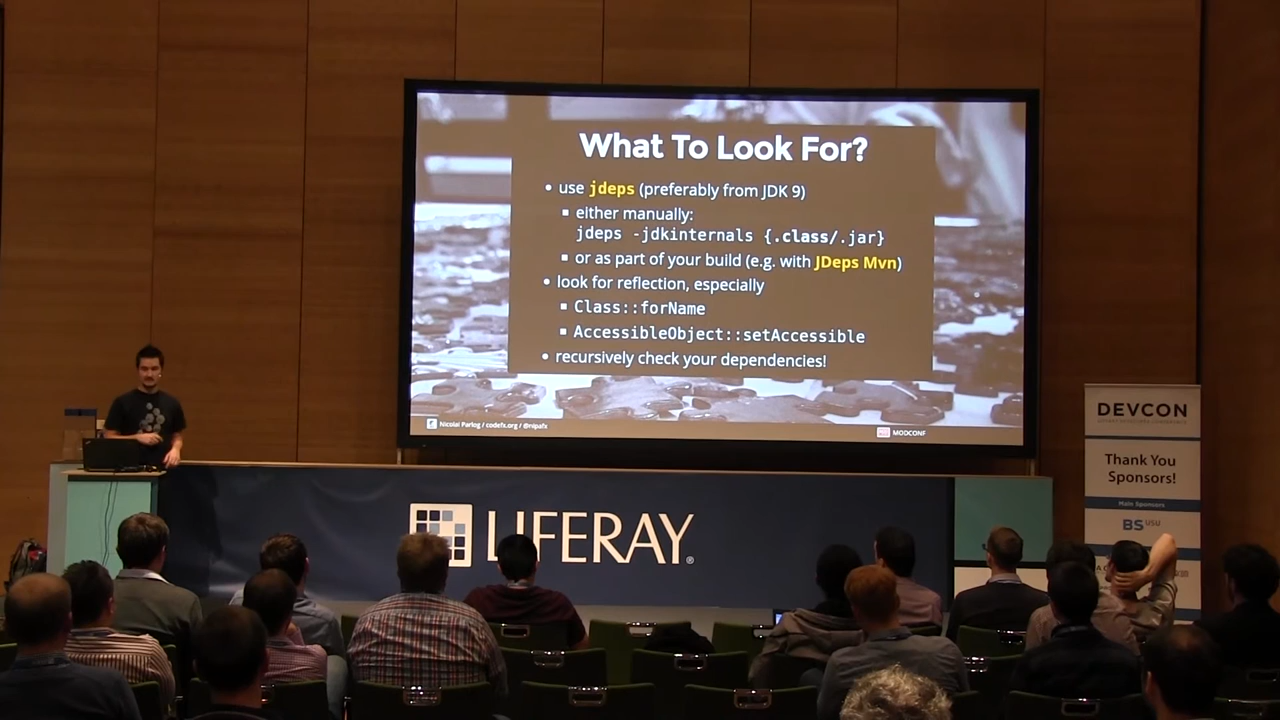 What To Look For?
• use jdeps (preferably from JDK 9)
▪ either manually:
jdeps -jdkinternals {.class/.jar}
▪ or as part of your build (e.g. with JDeps Mvn)
• look for reflection, especially
▪ Class::forName
▪ AccessibleObject::setAccessible
• recursively check your dependencies!
Nicolai Parlog / codefx.org / @nipafx
MODCONF
LIFERAY®
DEVCON
Thank You
Sponsors!
Main Sponsors
BS USU